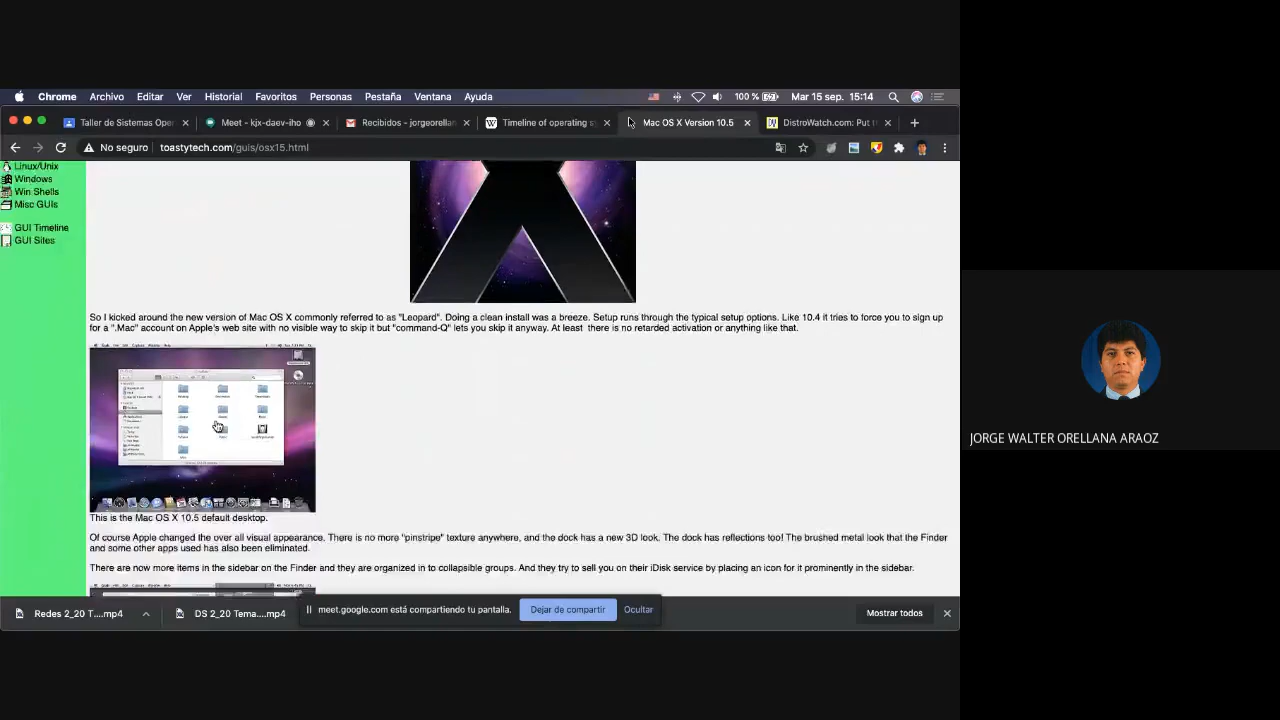 Chrome Archivo Editar Ver Historial Favoritos Personas Pestaña Ventana Ayuda 100 % Mar 15 sep. 15:14
Taller de Sistemas Oper Meet - kjx-daev-iho Recibidos - jorgeorellan Timeline of operating sy Mac OS X Version 10.5 DistroWatch.com: Put t
No seguro toastytech.com/guis/osx15.html
Linux/Unix
Windows
Win Shells
Misc GUIs
GUI Timeline
GUI Sites
So I kicked around the new version of Mac OS X commonly referred to as "Leopard". Doing a clean install was a breeze. Setup runs through the typical setup options. Like 10.4 it tries to force you to sign up
for a ".Mac" account on Apple's web site with no visible way to skip it but "command-Q" lets you skip it anyway. At least there is no retarded activation or anything like that.
This is the Mac OS X 10.5 default desktop.
Of course Apple changed the over all visual appearance. There is no more "pinstripe" texture anywhere, and the dock has a new 3D look. The dock has reflections too! The brushed metal look that the Finder
and some other apps used has also been eliminated.
There are now more items in the sidebar on the Finder and they are organized in to collapsible groups. And they try to sell you on their iDisk service by placing an icon for it prominently in the sidebar.
Redes 2_20 T....mp4 DS 2_20 Tema....mp4 meet.google.com está compartiendo tu pantalla. Dejar de compartir Ocultar Mostrar todos
JORGE WALTER ORELLANA ARAOZ